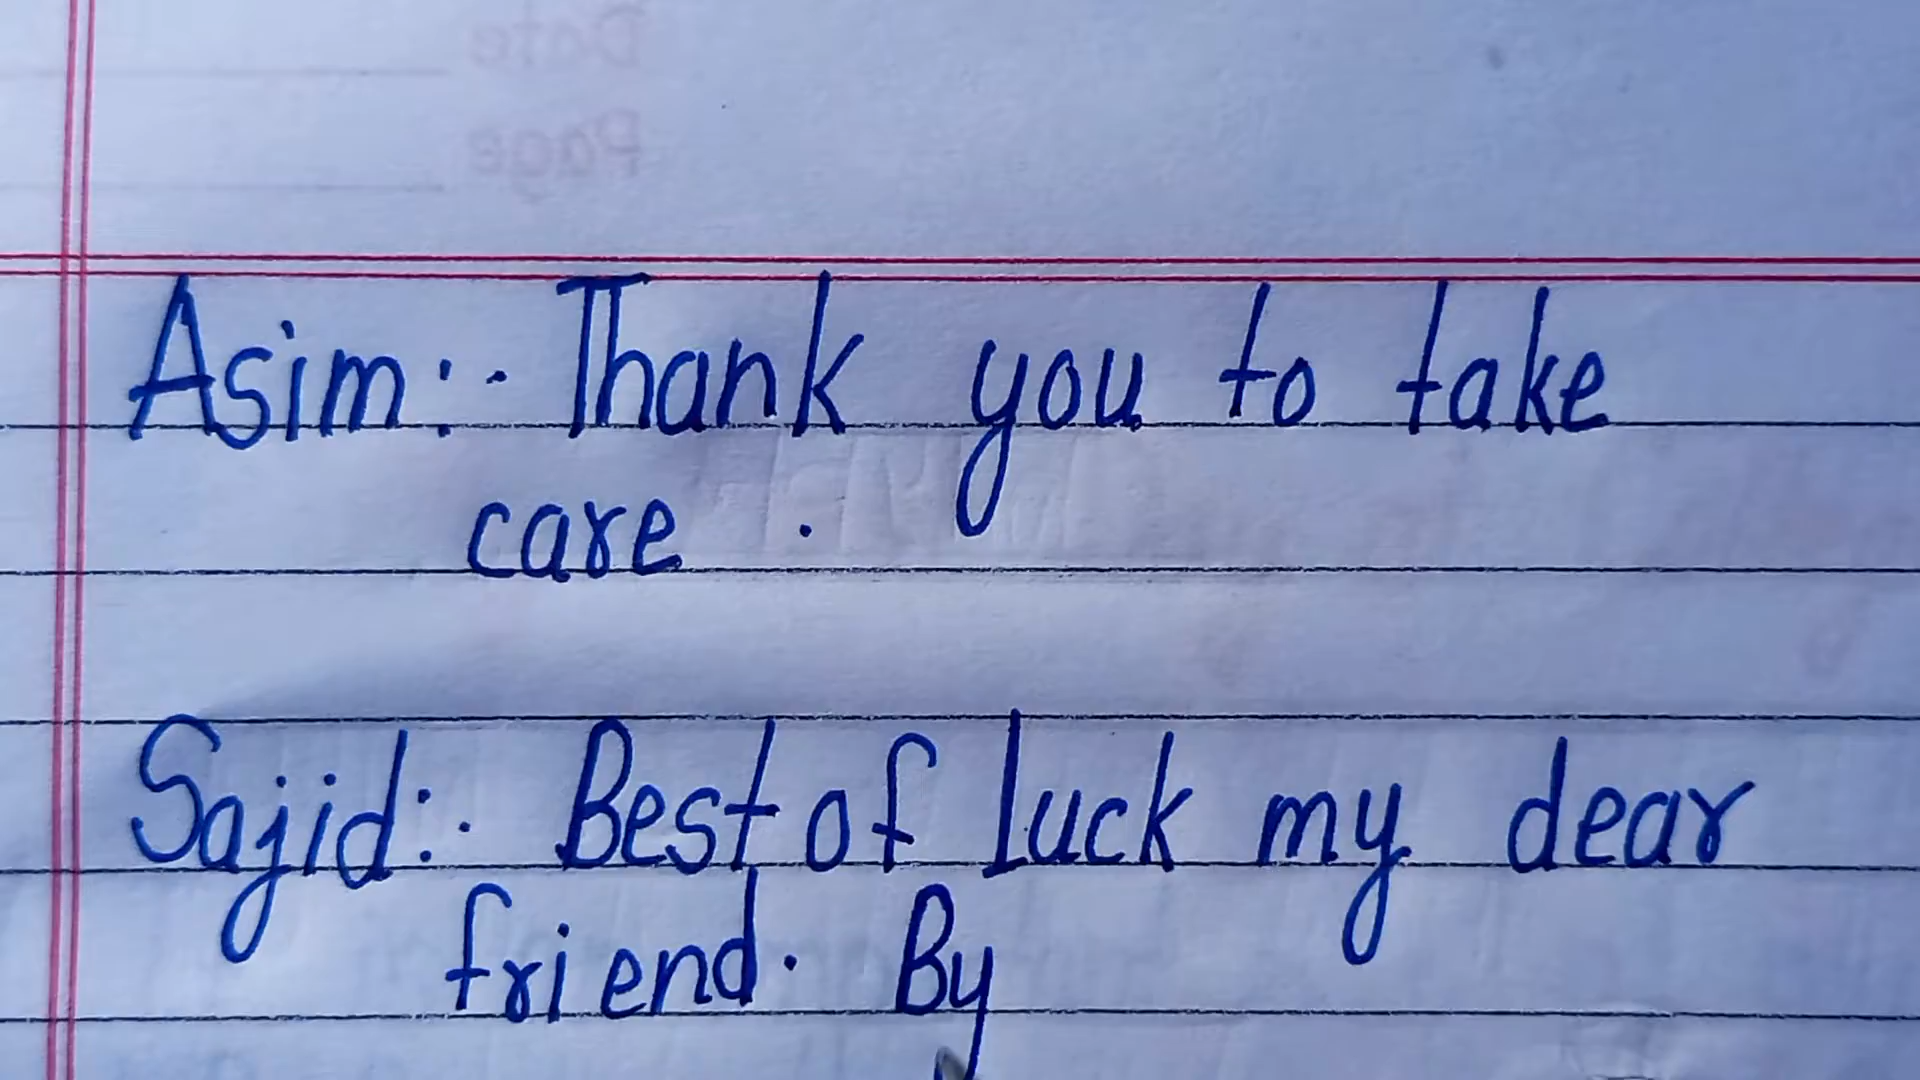 Date
Page
Asim:- Thank you to take
care.
Sajid:- Best of luck my dear
friend. By